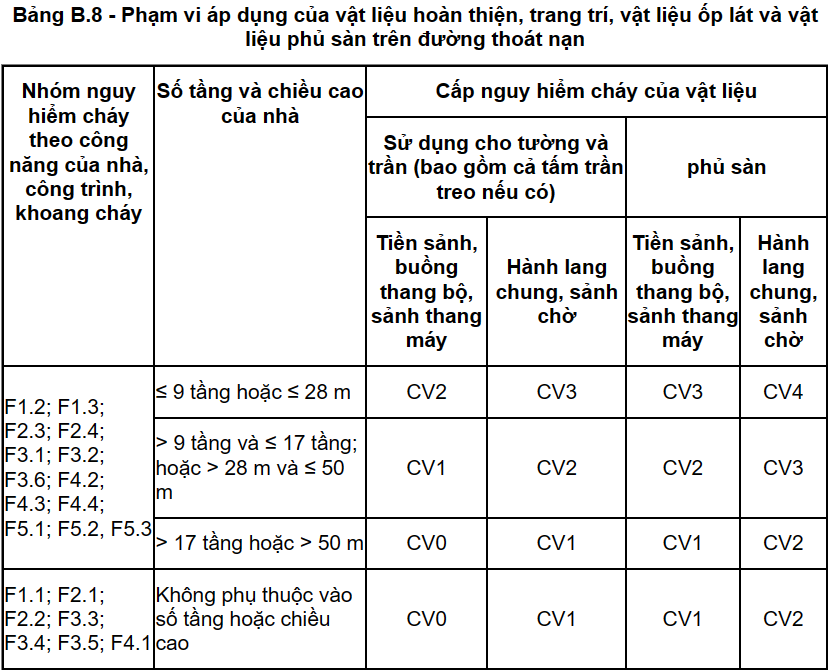 Bảng B.8 - Phạm vi áp dụng của vật liệu hoàn thiện, trang trí, vật liệu ốp lát và vật
liệu phủ sàn trên đường thoát nạn
Nhóm nguy
hiểm cháy
theo công
năng của nhà,
công trình,
khoang cháy
Số tầng và chiều cao
của nhà
Cấp nguy hiểm cháy của vật liệu
Sử dụng cho tường và
trần (bao gồm cả tấm trần
treo nếu có)
phủ sàn
Tiền sảnh,
buồng
thang bộ,
sảnh thang
máy
Hành lang
chung, sảnh
chờ
Tiền sảnh,
buồng
thang bộ,
sảnh thang
máy
Hành
lang
chung,
sảnh
chờ
F1.2; F1.3;
F2.3; F2.4;
F3.1; F3.2;
F3.6; F4.2;
F4.3; F4.4;
F5.1; F5.2, F5.3
≤ 9 tầng hoặc ≤ 28 m
CV2
CV3
CV3
CV4
> 9 tầng và ≤ 17 tầng;
hoặc > 28 m và ≤ 50
m
CV1
CV2
CV2
CV3
> 17 tầng hoặc > 50 m
CV0
CV1
CV1
CV2
F1.1; F2.1;
F2.2; F3.3;
F3.4; F3.5; F4.1
Không phụ thuộc vào
số tầng hoặc chiều
cao
CV0
CV1
CV1
CV2